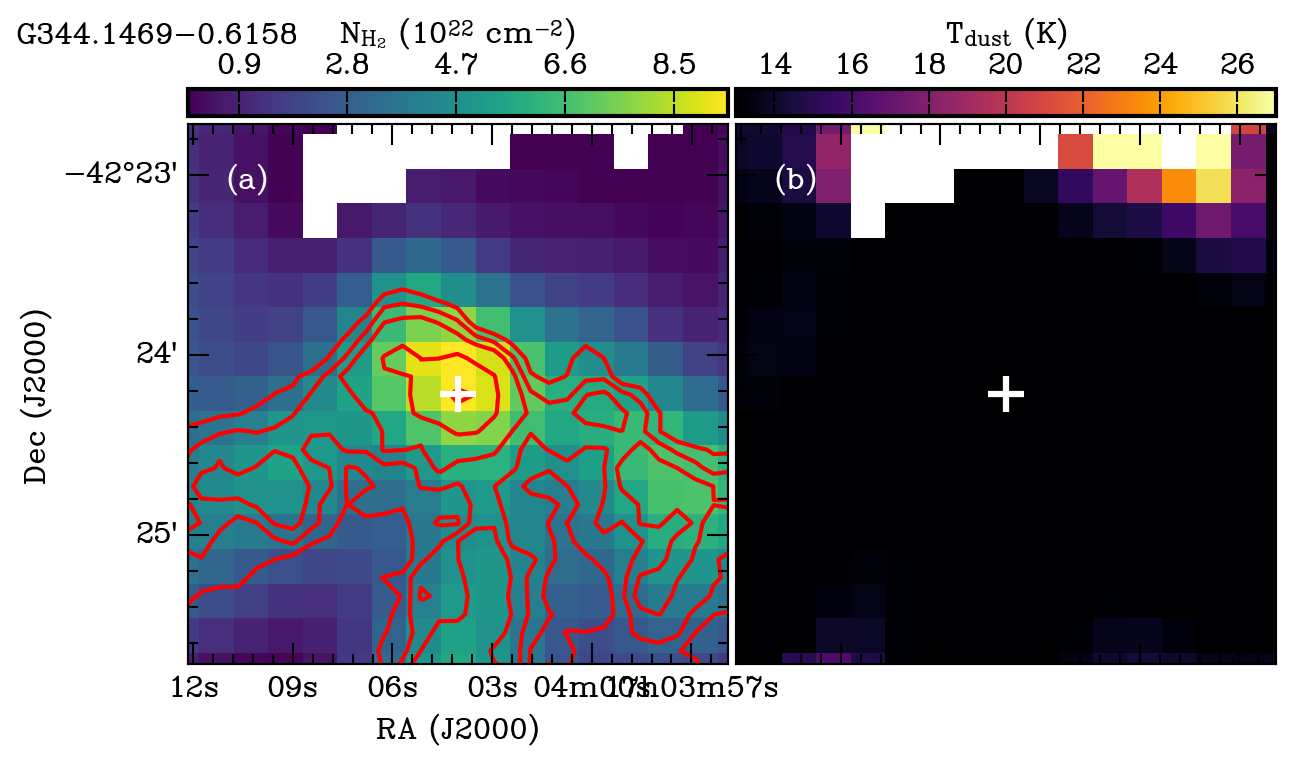 G344.1469−0.6158 N_H₂ (10²² cm⁻²) T_dust (K)
0.9 2.8 4.7 6.6 8.5 14 16 18 20 22 24 26
(a) (b)
−42°23'
24'
25'
Dec (J2000)
12s 09s 06s 03s 04m00s 17h03m57s
RA (J2000)